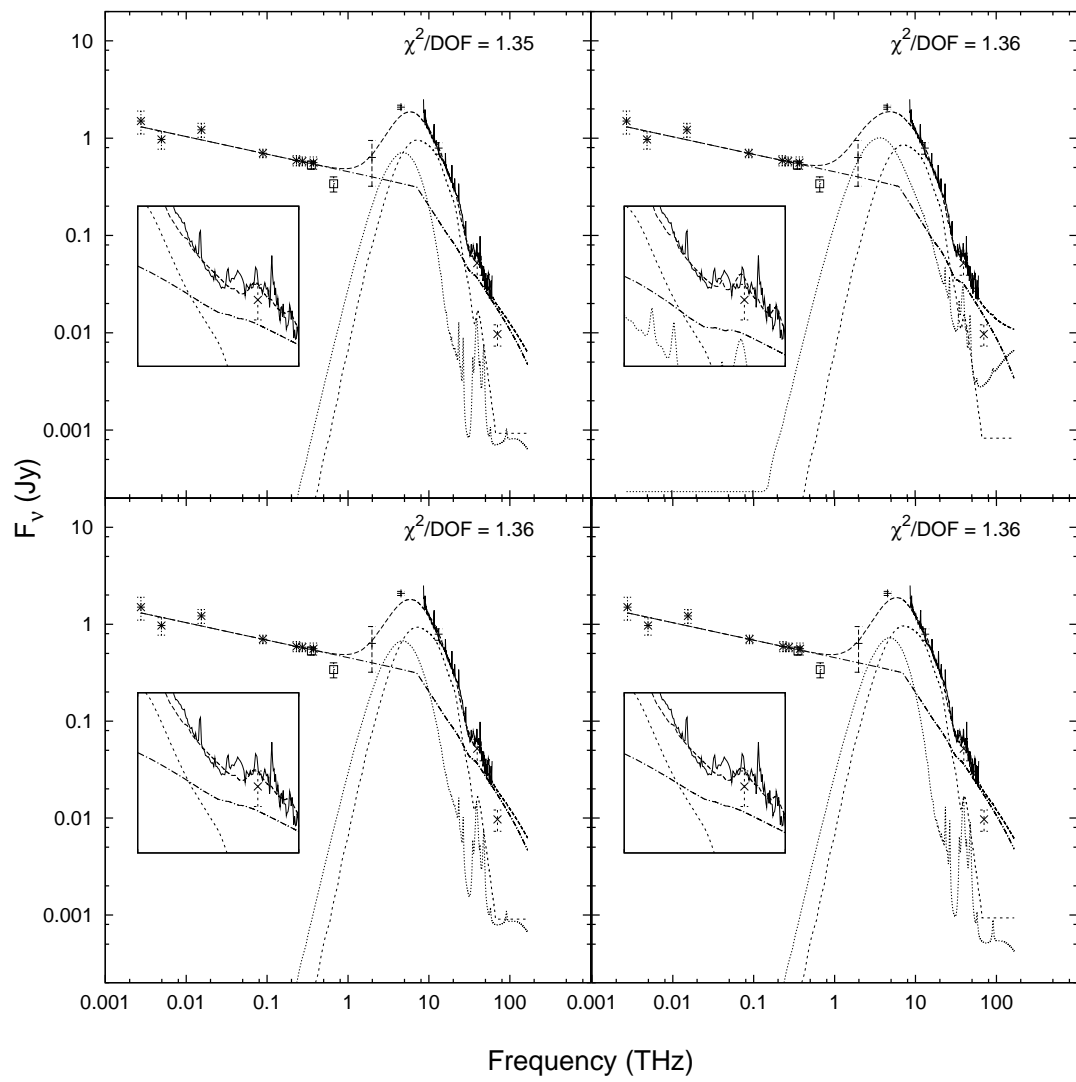 χ²/DOF = 1.35
χ²/DOF = 1.36
10
1
0.1
0.01
0.001
F_ν (Jy)
χ²/DOF = 1.36
χ²/DOF = 1.36
10
1
0.1
0.01
0.001
0.001 0.01 0.1 1 10 100 0.001 0.01 0.1 1 10 100
Frequency (THz)